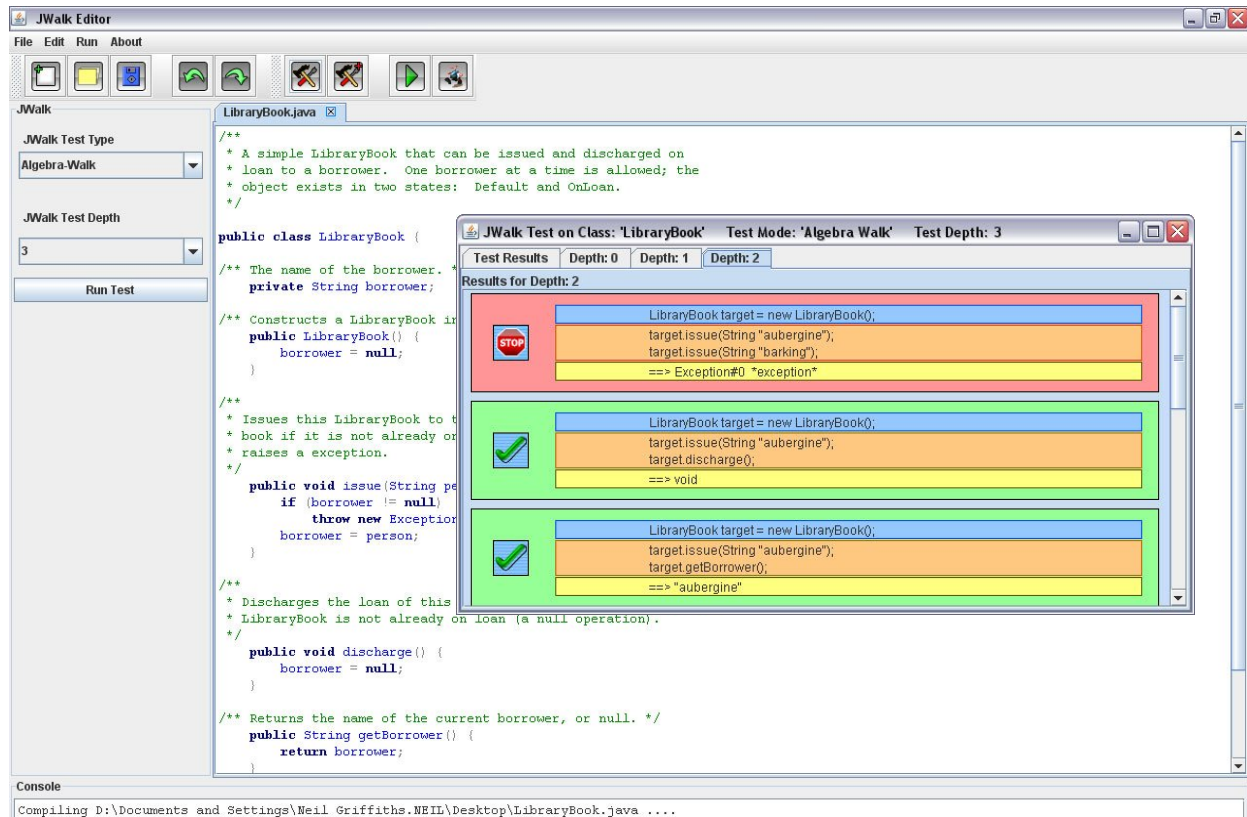 JWalk Editor
File Edit Run About
JWalk
JWalk Test Type
Algebra-Walk
JWalk Test Depth
3
Run Test
LibraryBook.java
/**
* A simple LibraryBook that can be issued and discharged on
* loan to a borrower. One borrower at a time is allowed; the
* object exists in two states: Default and OnLoan.
*/
public class LibraryBook {
/** The name of the borrower. *
private String borrower;
/** Constructs a LibraryBook in
public LibraryBook() {
borrower = null;
}
/**
* Issues this LibraryBook to t
* book if it is not already on
* raises a exception.
*/
public void issue(String pe
if (borrower != null)
throw new Exception
borrower = person;
}
/**
* Discharges the loan of this
* LibraryBook is not already on loan (a null operation).
*/
public void discharge() {
borrower = null;
}
/** Returns the name of the current borrower, or null. */
public String getBorrower() {
return borrower;
}
JWalk Test on Class: 'LibraryBook' Test Mode: 'Algebra Walk' Test Depth: 3
Test Results Depth: 0 Depth: 1 Depth: 2
Results for Depth: 2
STOP
LibraryBook target = new LibraryBook();
target.issue(String "aubergine");
target.issue(String "barking");
==> Exception#0 *exception*
LibraryBook target = new LibraryBook();
target.issue(String "aubergine");
target.discharge();
==> void
LibraryBook target = new LibraryBook();
target.issue(String "aubergine");
target.getBorrower();
==> "aubergine"
Console
Compiling D:\Documents and Settings\Neil Griffiths.NEIL\Desktop\LibraryBook.java ....